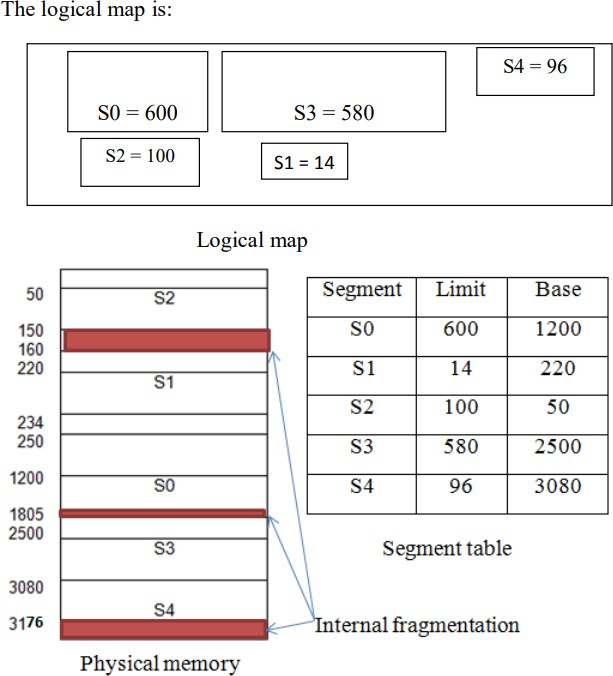 The logical map is:
S4 = 96
S0 = 600
S3 = 580
S2 = 100
S1 = 14
Logical map
50
S2
150
160
220
S1
234
250
1200
S0
1805
2500
S3
3080
S4
3176
Physical memory
Segment Limit Base
S0 600 1200
S1 14 220
S2 100 50
S3 580 2500
S4 96 3080
Segment table
Internal fragmentation